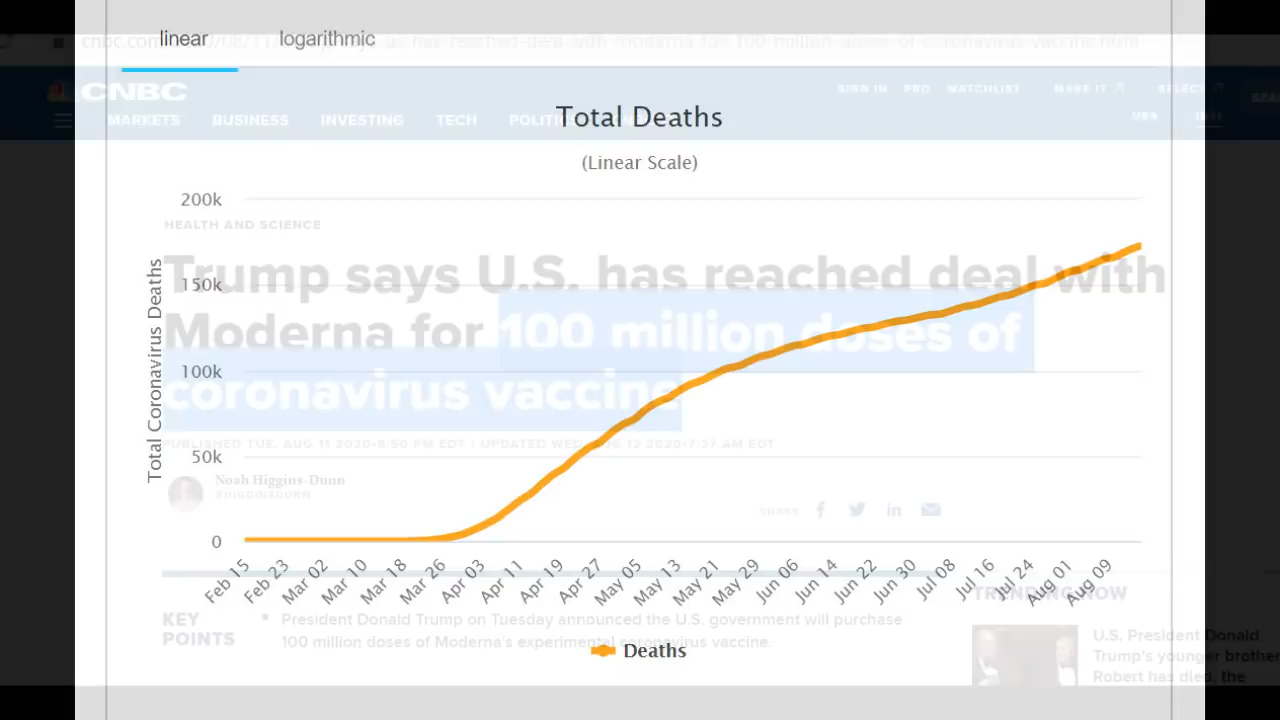 linear
logarithmic
CNBC
SIGN IN
PRO
WATCHLIST
MAKE IT
SELECT
MARKETS
BUSINESS
INVESTING
TECH
USA
INTL
Total Deaths
(Linear Scale)
HEALTH AND SCIENCE
Trump says U.S. has reached deal with
Moderna for 100 million doses of
coronavirus vaccine
PUBLISHED TUE, AUG 11 2020
Noah Higgins-Dunn
@HIGGINSDUNN
SHARE
Total Coronavirus Deaths
200k
150k
100k
50k
0
Feb 15
Feb 23
Mar 02
Mar 10
Mar 18
Mar 26
Apr 03
Apr 11
Apr 19
Apr 27
May 05
May 13
May 21
May 29
Jun 06
Jun 14
Jun 22
Jun 30
Jul 08
Jul 16
Jul 24
Aug 01
Aug 09
Deaths
KEY
POINTS
President Donald Trump on Tuesday announced the U.S. government will purchase
100 million doses of Moderna's experimental coronavirus vaccine.
TRENDING NOW
U.S. President Donald
Trump's younger brother
Robert has died, the